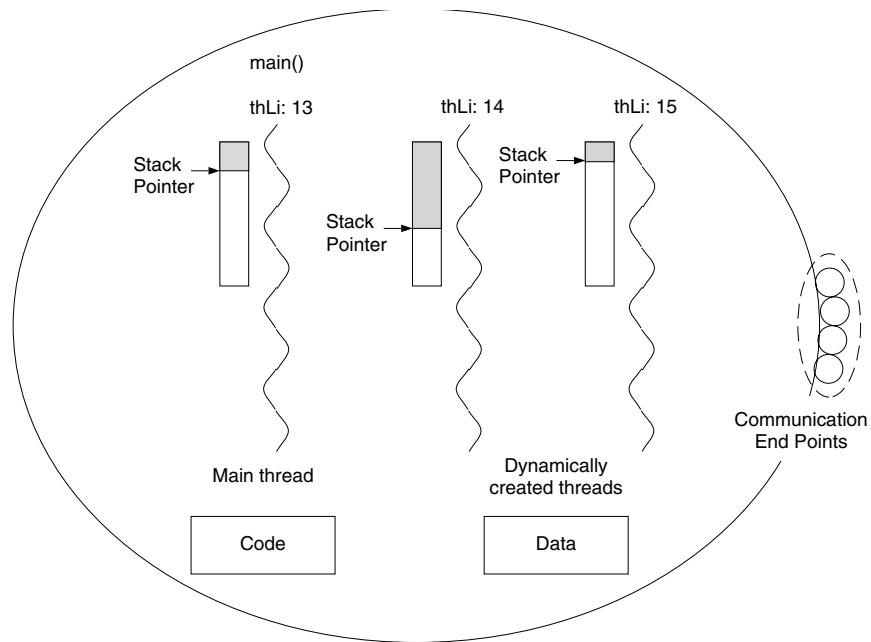 main()
thLi: 13
thLi: 14
thLi: 15
Stack
Pointer
Stack
Pointer
Stack
Pointer
Communication
End Points
Main thread
Dynamically
created threads
Code
Data